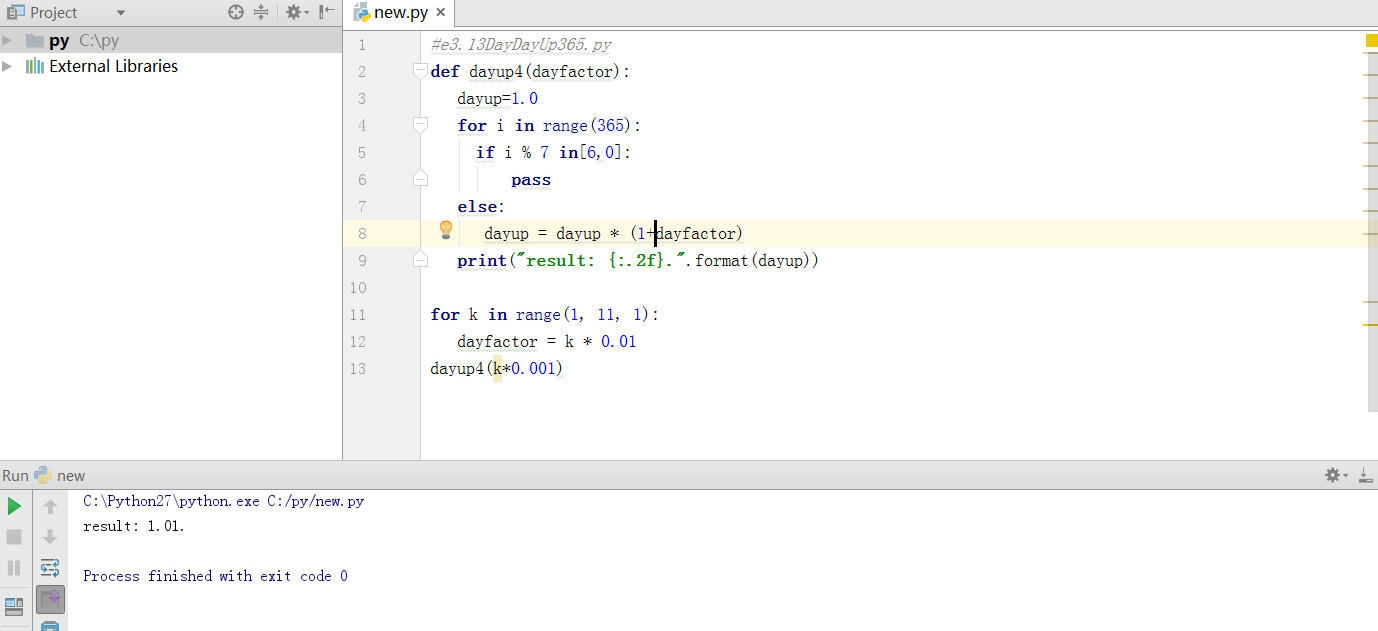 Project
new.py ×
py C:\py
External Libraries
1 #e3.13DayDayUp365.py
2 def dayup4(dayfactor):
3 dayup=1.0
4 for i in range(365):
5 if i % 7 in[6,0]:
6 pass
7 else:
8 dayup = dayup * (1+dayfactor)
9 print("result: {:.2f}.".format(dayup))
10
11 for k in range(1, 11, 1):
12 dayfactor = k * 0.01
13 dayup4(k*0.001)
Run new
C:\Python27\python.exe C:/py/new.py
result: 1.01.
Process finished with exit code 0